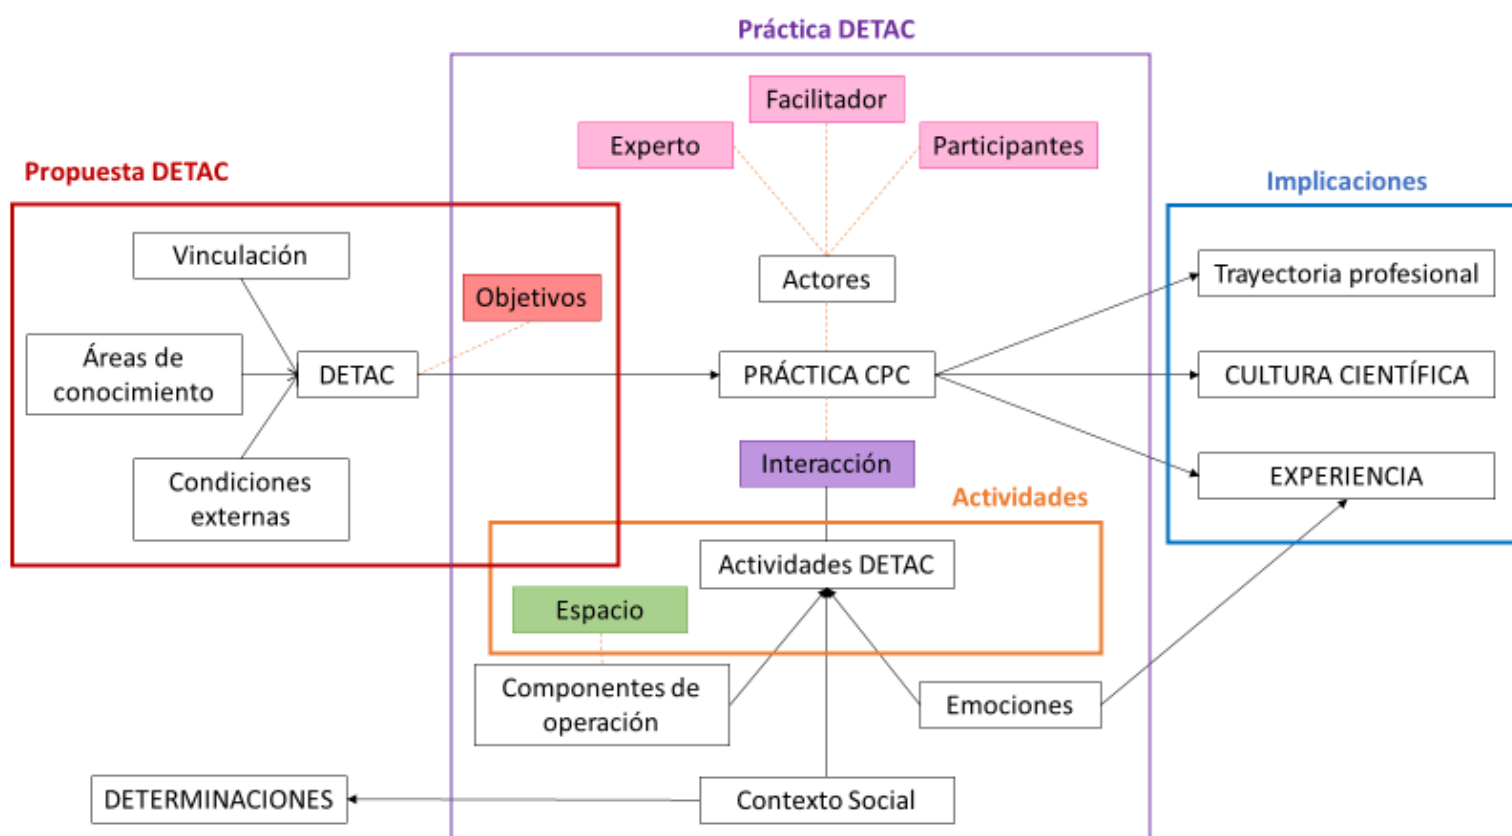 Práctica DETAC
Facilitador
Experto
Participantes
Propuesta DETAC
Implicaciones
Vinculación
Actores
Trayectoria profesional
Objetivos
Áreas de
conocimiento
DETAC
PRÁCTICA CPC
CULTURA CIENTÍFICA
Condiciones
externas
Interacción
EXPERIENCIA
Actividades
Actividades DETAC
Espacio
Componentes de
operación
Emociones
DETERMINACIONES
Contexto Social